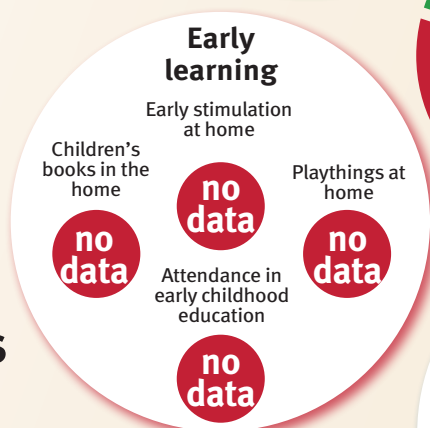 Early
learning
Early stimulation
at home
no
data
Children's
books in the
home
no
data
Playthings at
home
no
data
Attendance in
early childhood
education
no
data
s